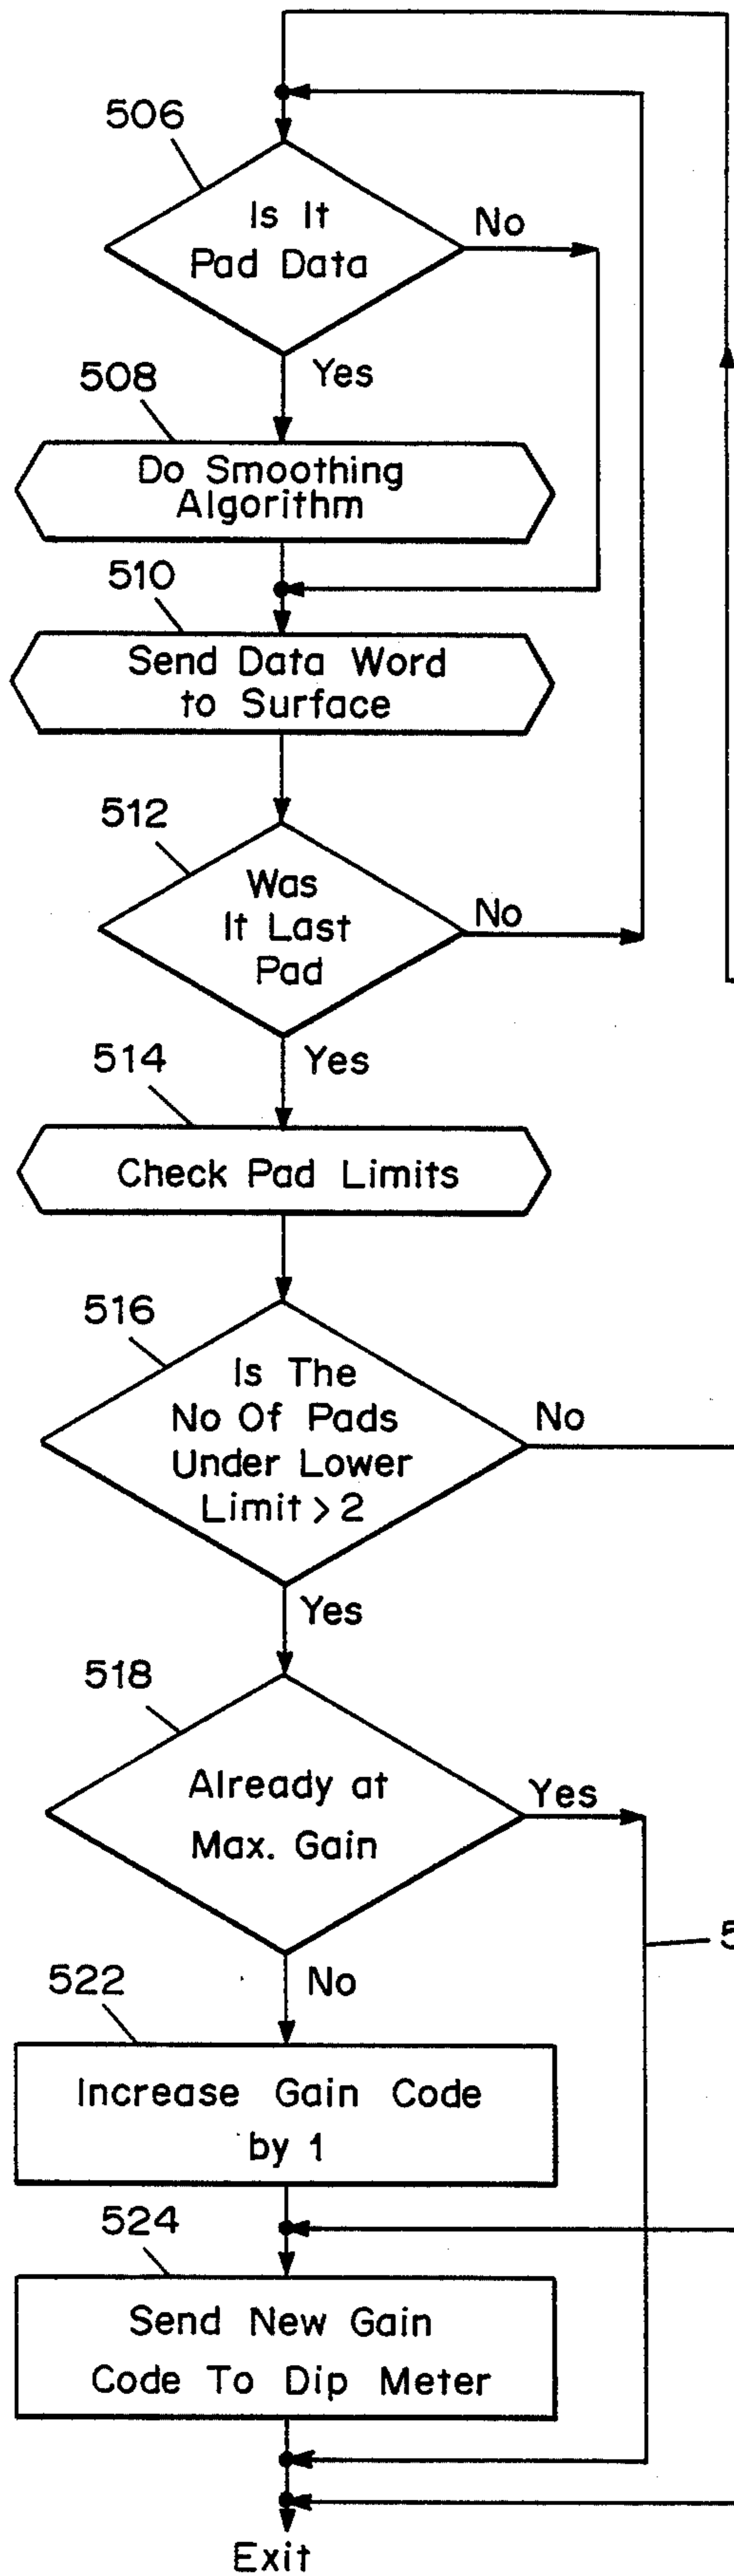 506
Is It
Pad Data
No
Yes
508
Do Smoothing
Algorithm
510
Send Data Word
to Surface
512
Was
It Last
Pad
No
Yes
514
Check Pad Limits
516
Is The
No Of Pads
Under Lower
Limit > 2
No
Yes
518
Already at
Max. Gain
Yes
No
522
Increase Gain Code
by 1
524
Send New Gain
Code To Dip Meter
Exit